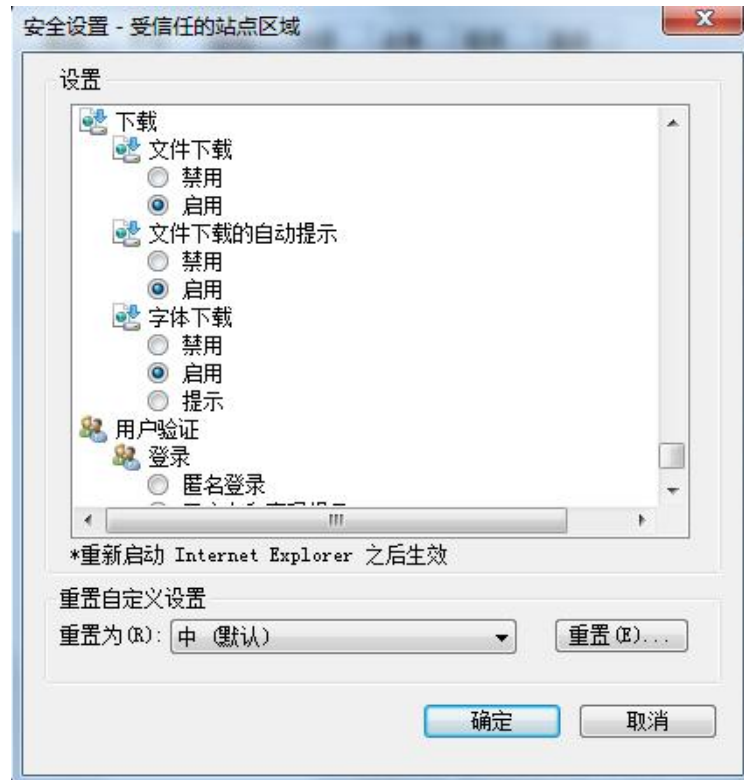 安全设置 - 受信任的站点区域
设置
下载
文件下载
禁用
启用
文件下载的自动提示
禁用
启用
字体下载
禁用
启用
提示
用户验证
登录
匿名登录
*重新启动 Internet Explorer 之后生效
重置自定义设置
重置为(R): 中 (默认) 重置(E)...
确定 取消